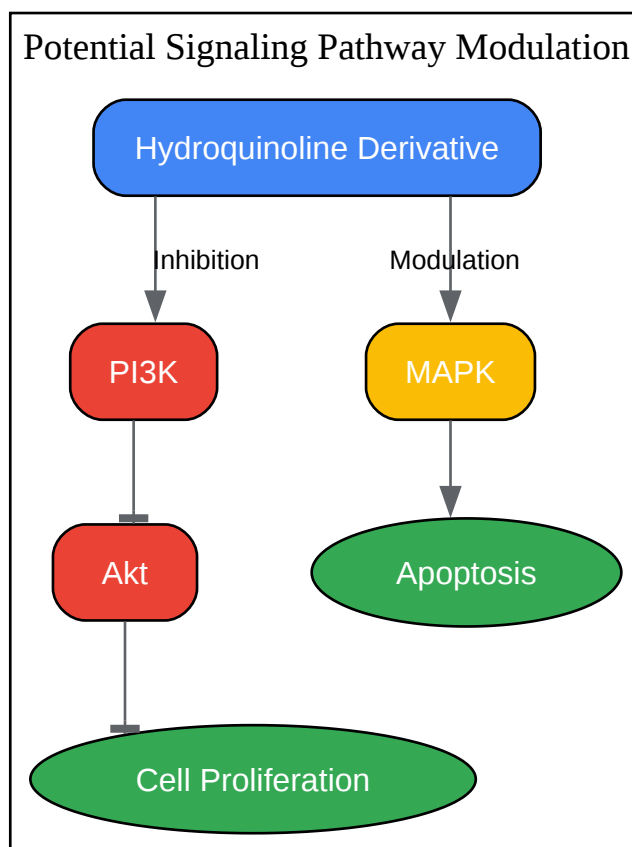 Potential Signaling Pathway Modulation
Hydroquinoline Derivative
Inhibition
Modulation
PI3K
MAPK
Akt
Apoptosis
Cell Proliferation